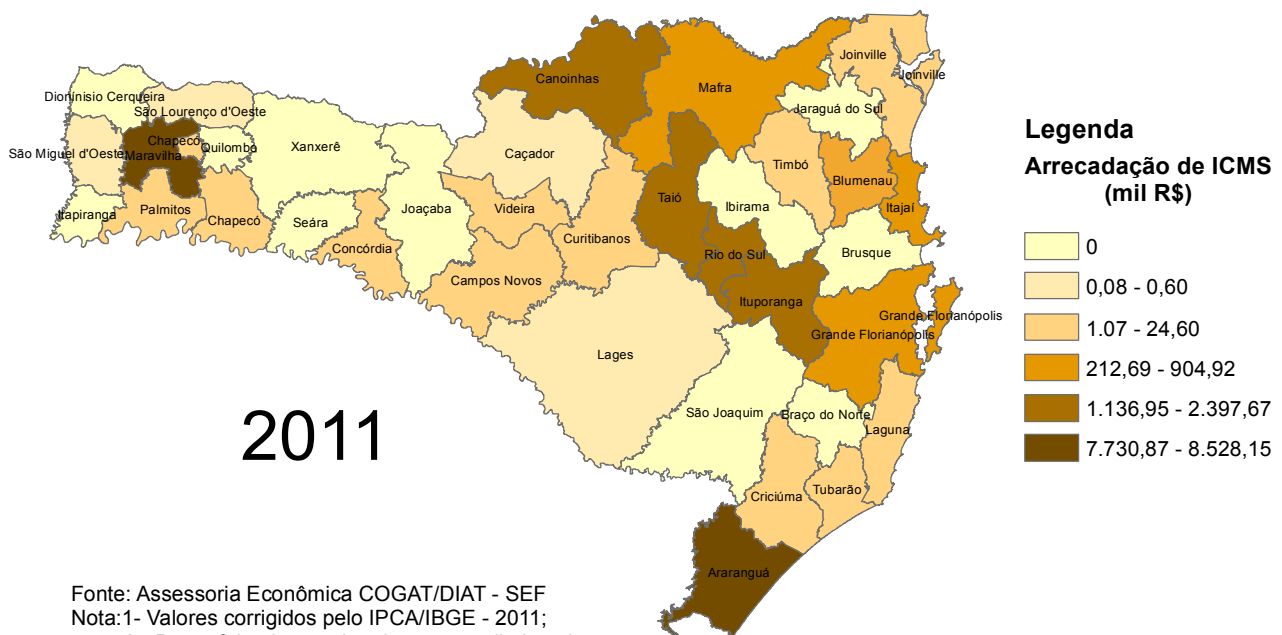 Joinville
Canoinhas
Joinville
Mafra
Dionínisio Cerqueira
São Lourenço d'Oeste
Jaraguá do Sul
Chapecó
Quilombo
Xanxerê
São Miguel d'Oeste
Maravilha
Caçador
Timbó
Blumenau
Taió
Ibirama
Itajaí
Itapiranga
Palmitos
Chapecó
Seára
Joaçaba
Videira
Curitibanos
Concórdia
Rio do Sul
Brusque
Campos Novos
Ituporanga
Grande Florianópolis
Grande Florianópolis
Lages
São Joaquim
Braço do Norte
Laguna
Criciúma
Tubarão
Araranguá
2011
Legenda
Arrecadação de ICMS
(mil R$)
0
0,08 - 0,60
1.07 - 24,60
212,69 - 904,92
1.136,95 - 2.397,67
7.730,87 - 8.528,15
Fonte: Assessoria Econômica COGAT/DIAT - SEF
Nota:1- Valores corrigidos pelo IPCA/IBGE - 2011;